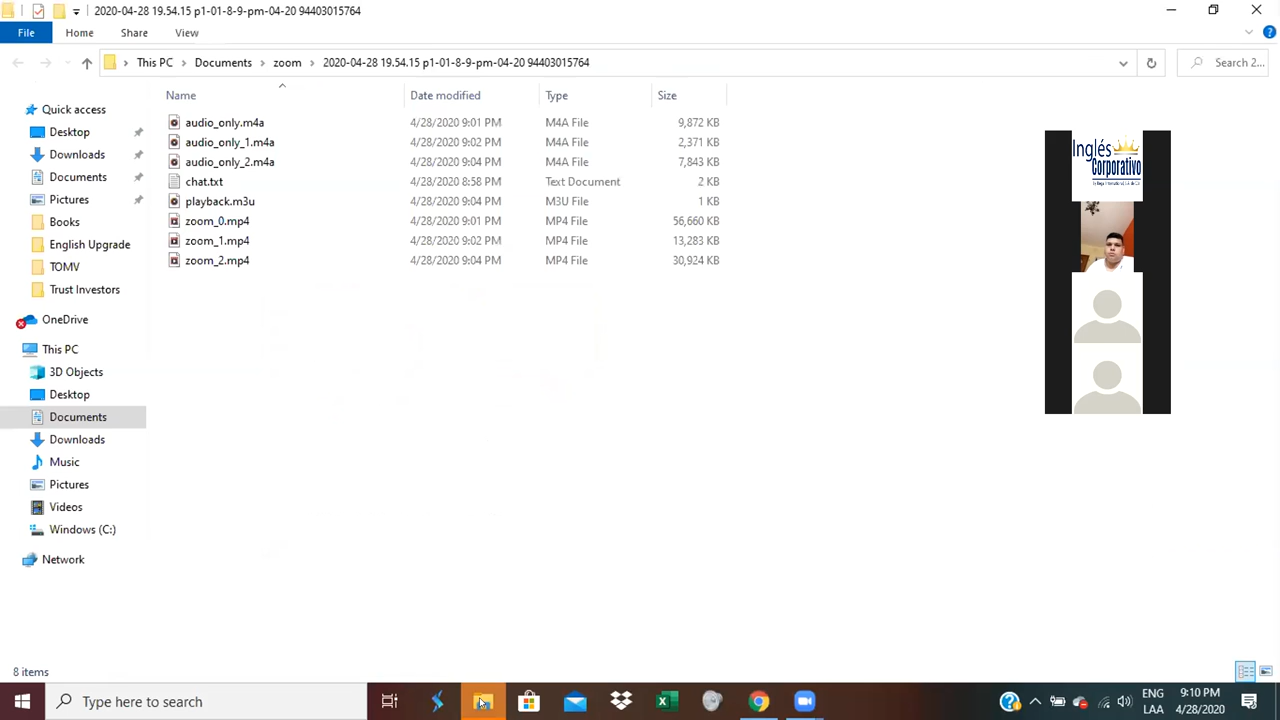 2020-04-28 19.54.15 p1-01-8-9-pm-04-20 94403015764
File Home Share View
This PC > Documents > zoom > 2020-04-28 19.54.15 p1-01-8-9-pm-04-20 94403015764
Search 2...
Name Date modified Type Size
audio_only.m4a 4/28/2020 9:01 PM M4A File 9,872 KB
audio_only_1.m4a 4/28/2020 9:02 PM M4A File 2,371 KB
audio_only_2.m4a 4/28/2020 9:04 PM M4A File 7,843 KB
chat.txt 4/28/2020 8:58 PM Text Document 2 KB
playback.m3u 4/28/2020 9:04 PM M3U File 1 KB
zoom_0.mp4 4/28/2020 9:01 PM MP4 File 56,660 KB
zoom_1.mp4 4/28/2020 9:02 PM MP4 File 13,283 KB
zoom_2.mp4 4/28/2020 9:04 PM MP4 File 30,924 KB
Quick access
Desktop
Downloads
Documents
Pictures
Books
English Upgrade
TOMV
Trust Investors
OneDrive
This PC
3D Objects
Desktop
Documents
Downloads
Music
Pictures
Videos
Windows (C:)
Network
Inglés
Corporativo
8 items
Type here to search
ENG
LAA
9:10 PM
4/28/2020